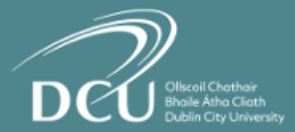 DCU
Ollscoil Chathair
Bhaile Átha Cliath
Dublin City University